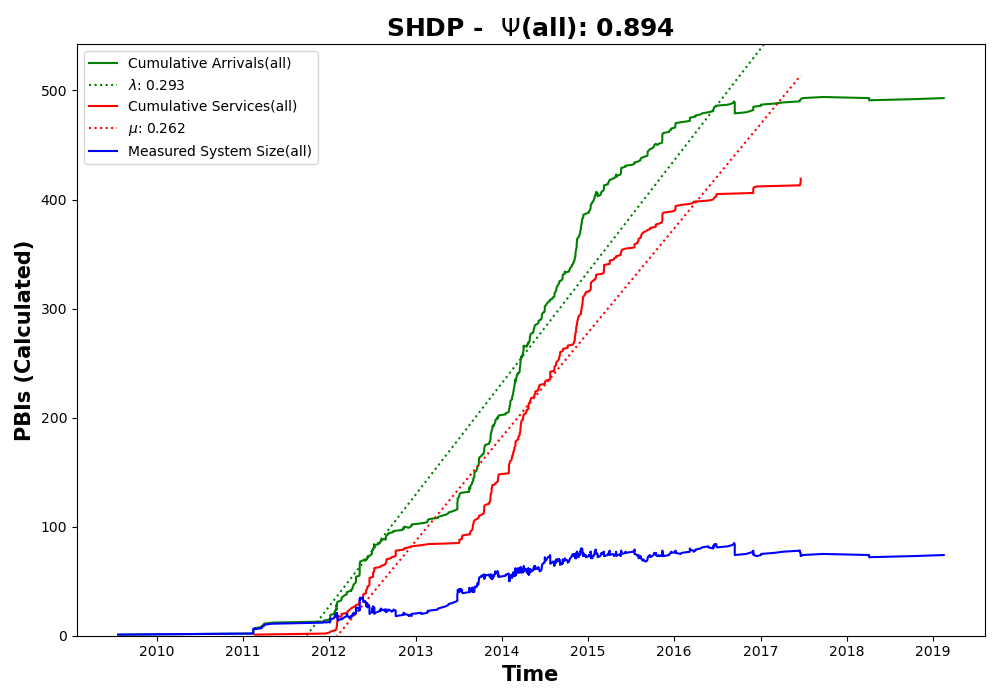 SHDP -  Ψ(all): 0.894
Cumulative Arrivals(all)
λ: 0.293
Cumulative Services(all)
μ: 0.262
Measured System Size(all)
PBIs (Calculated)
500
400
300
200
100
0
2010 2011 2012 2013 2014 2015 2016 2017 2018 2019
Time